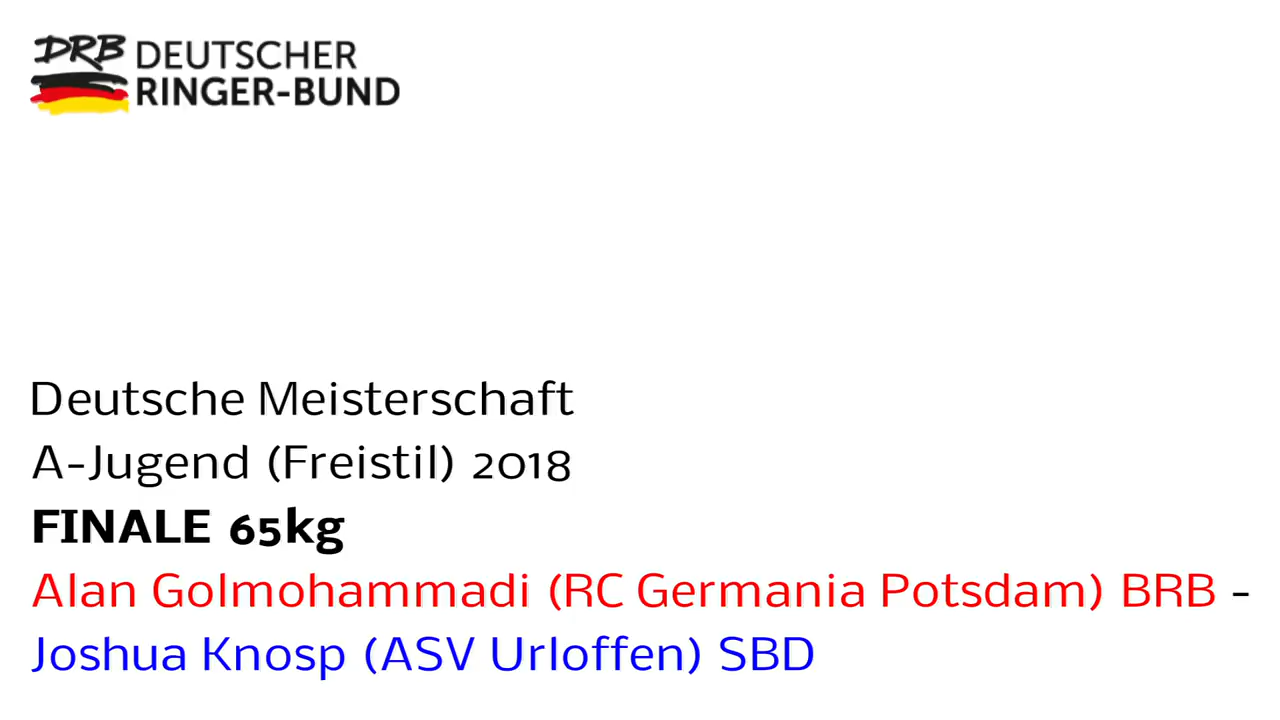 DRB DEUTSCHER
RINGER-BUND
Deutsche Meisterschaft
A-Jugend (Freistil) 2018
FINALE 65kg
Alan Golmohammadi (RC Germania Potsdam) BRB -
Joshua Knosp (ASV Urloffen) SBD